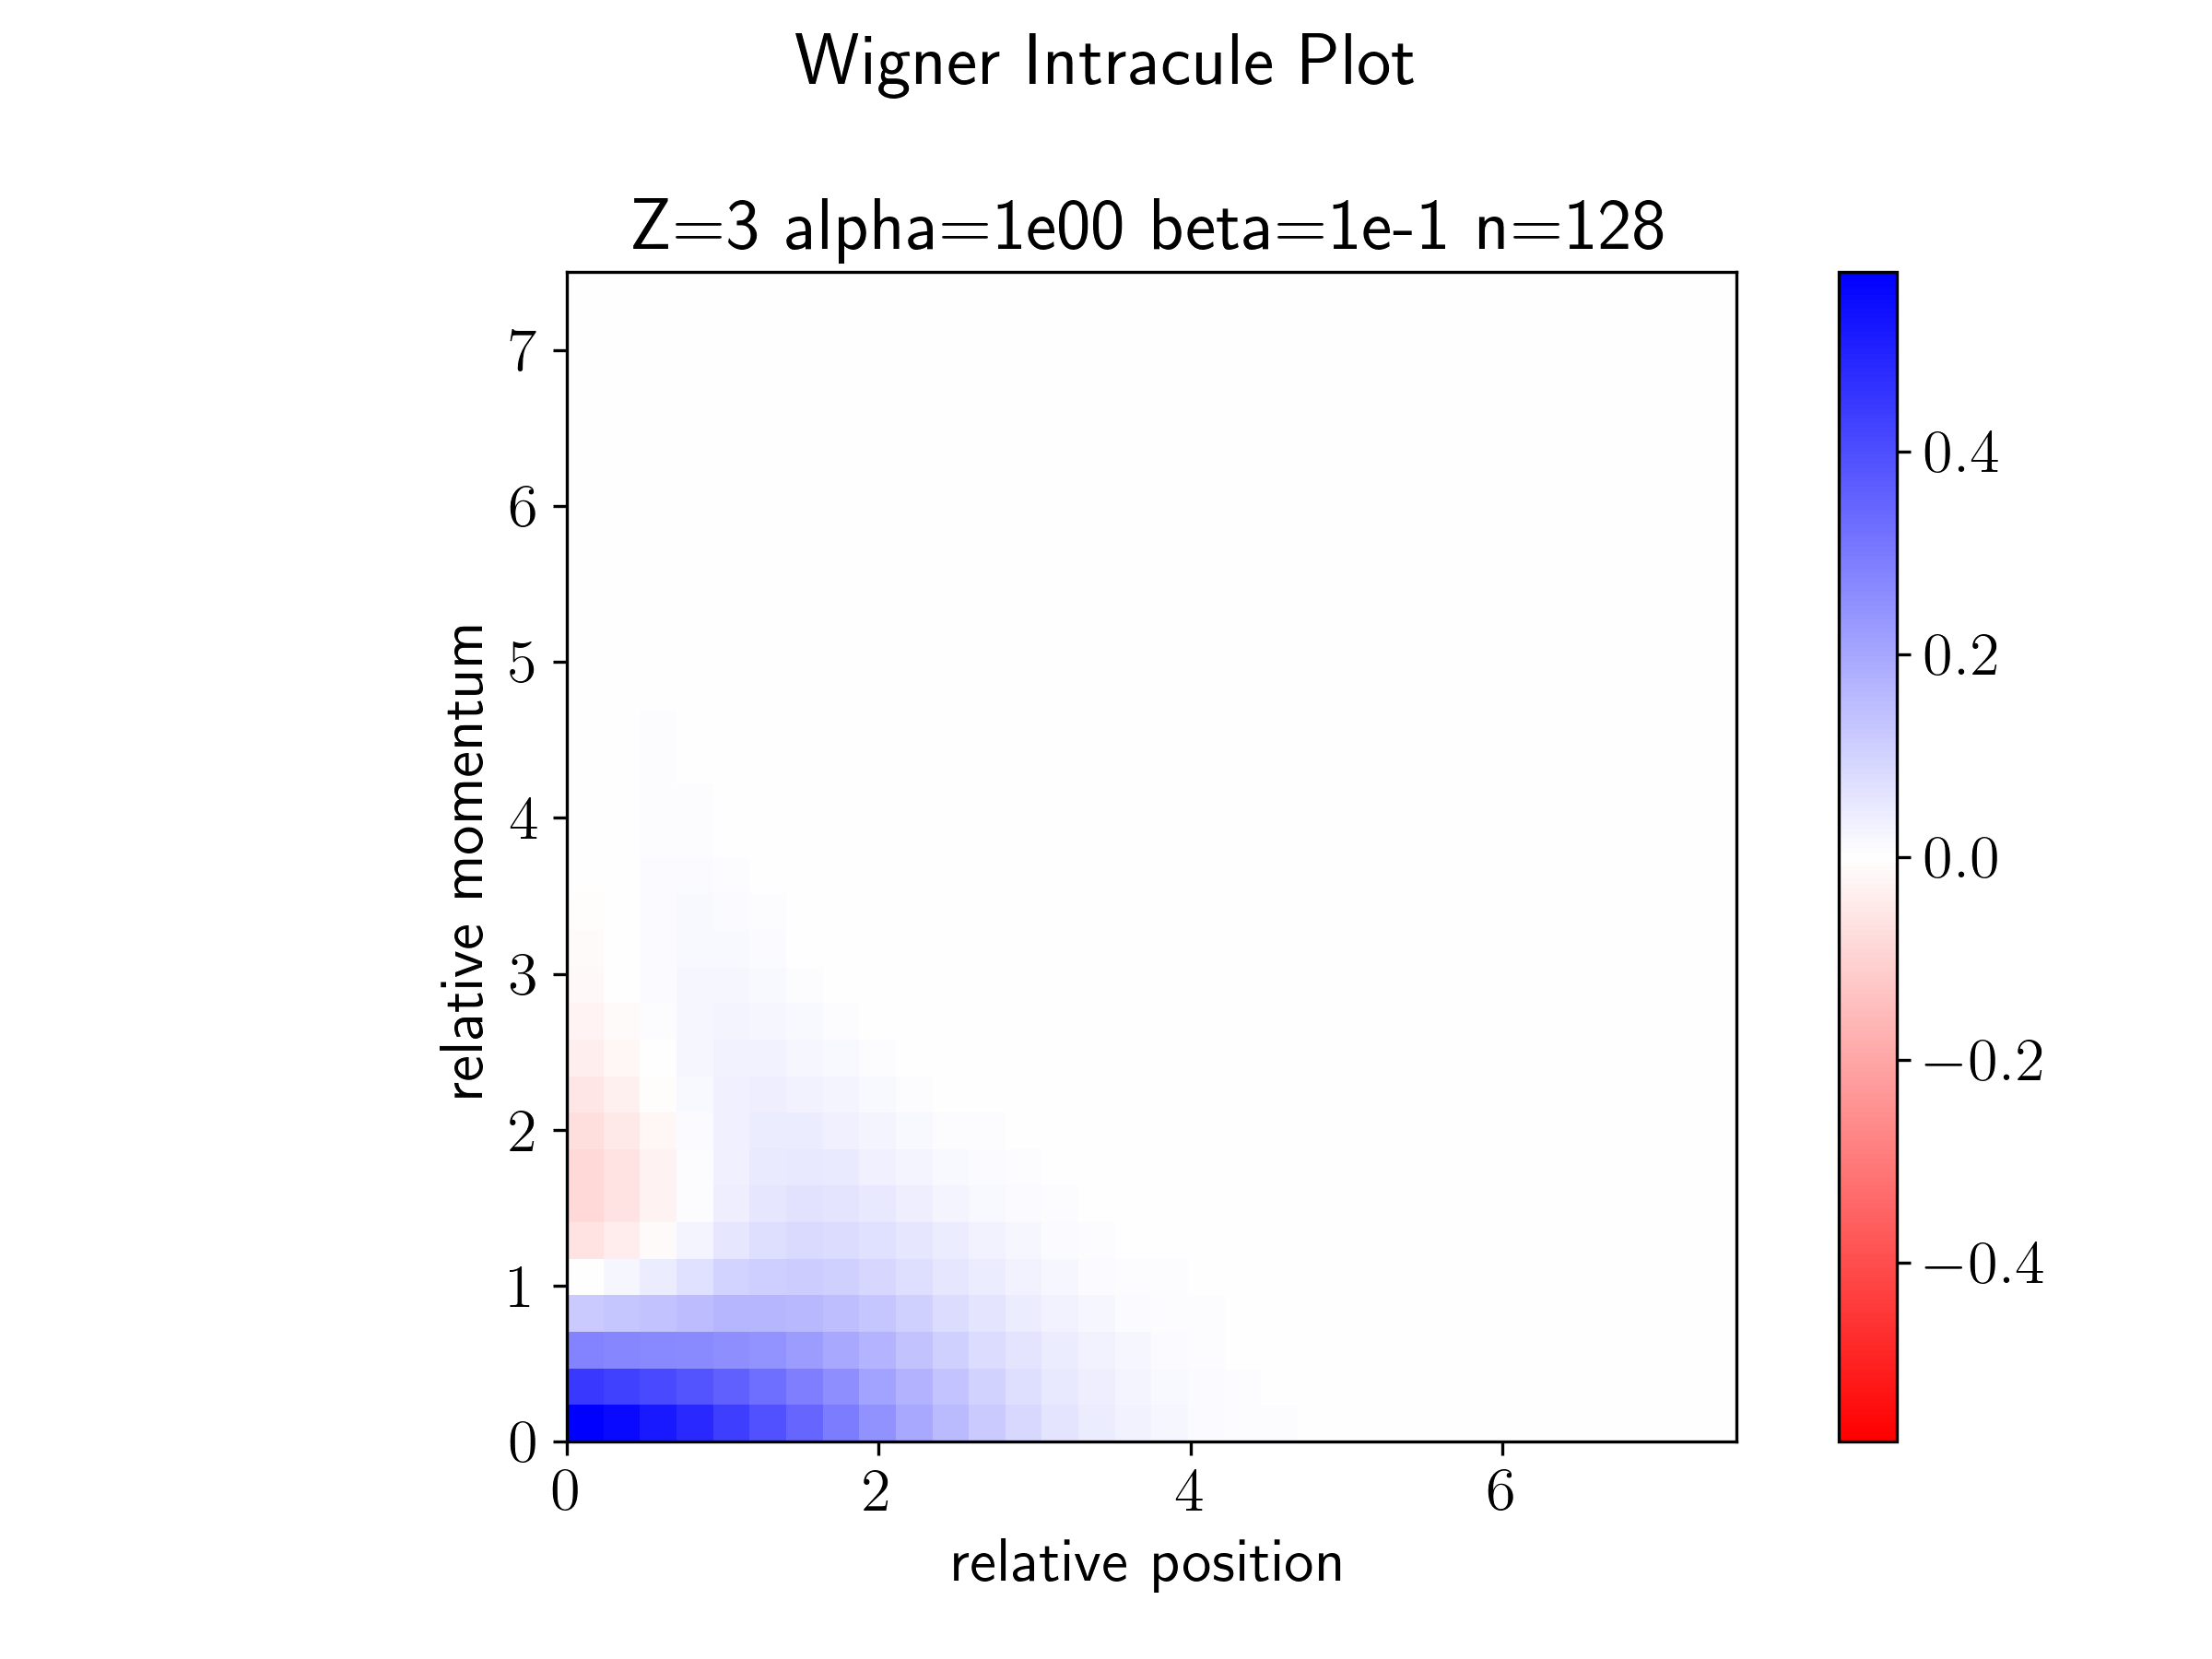 Wigner Intracule Plot
Z=3 alpha=1e00 beta=1e-1 n=128
relative momentum
7
6
5
4
3
2
1
0
0 2 4 6
relative position
0.4
0.2
0.0
−0.2
−0.4